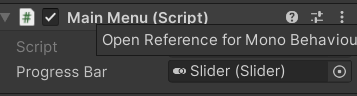 Main Menu (Script)
Script
Open Reference for Mono Behaviou
Progress Bar
Slider (Slider)